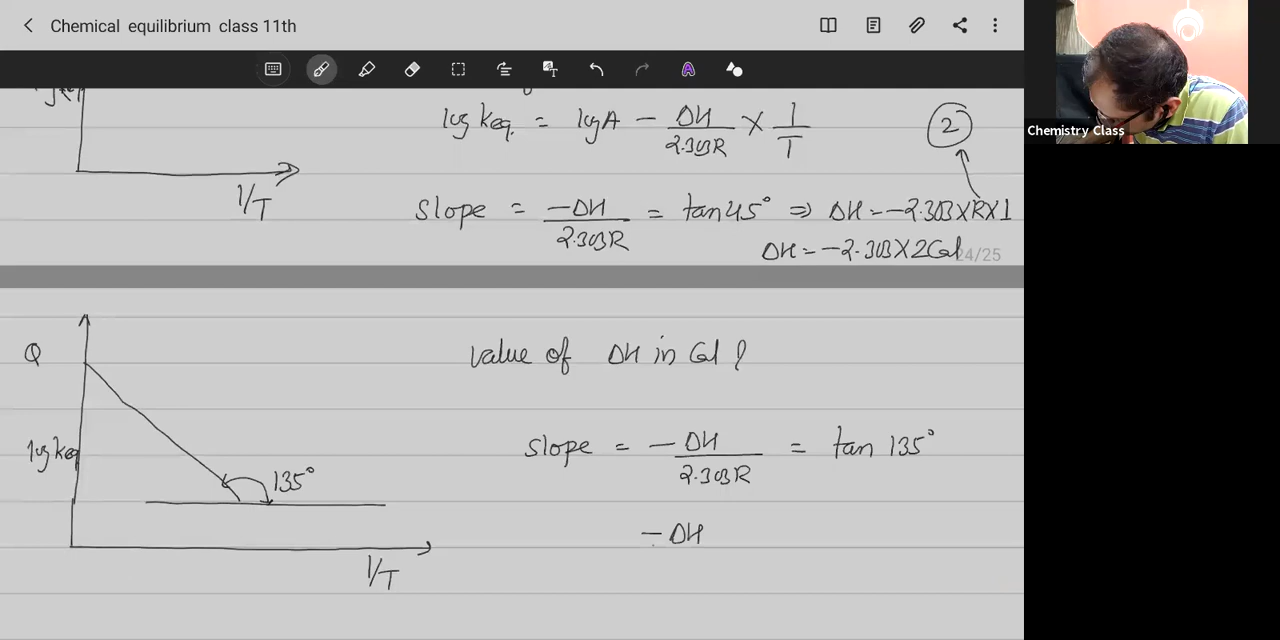 Chemical equilibrium class 11th
Chemistry Class
log Keq. = logA - ΔH/2.303R × 1/T
2
1/T
Slope = -ΔH/2.303R = tan45° ⇒ ΔH = -2.303×R×1
ΔH = -2.303×2Cal
24/25
Q
value of ΔH in Cal ?
log Keq
135°
Slope = -ΔH/2.303R = tan 135°
-ΔH
1/T